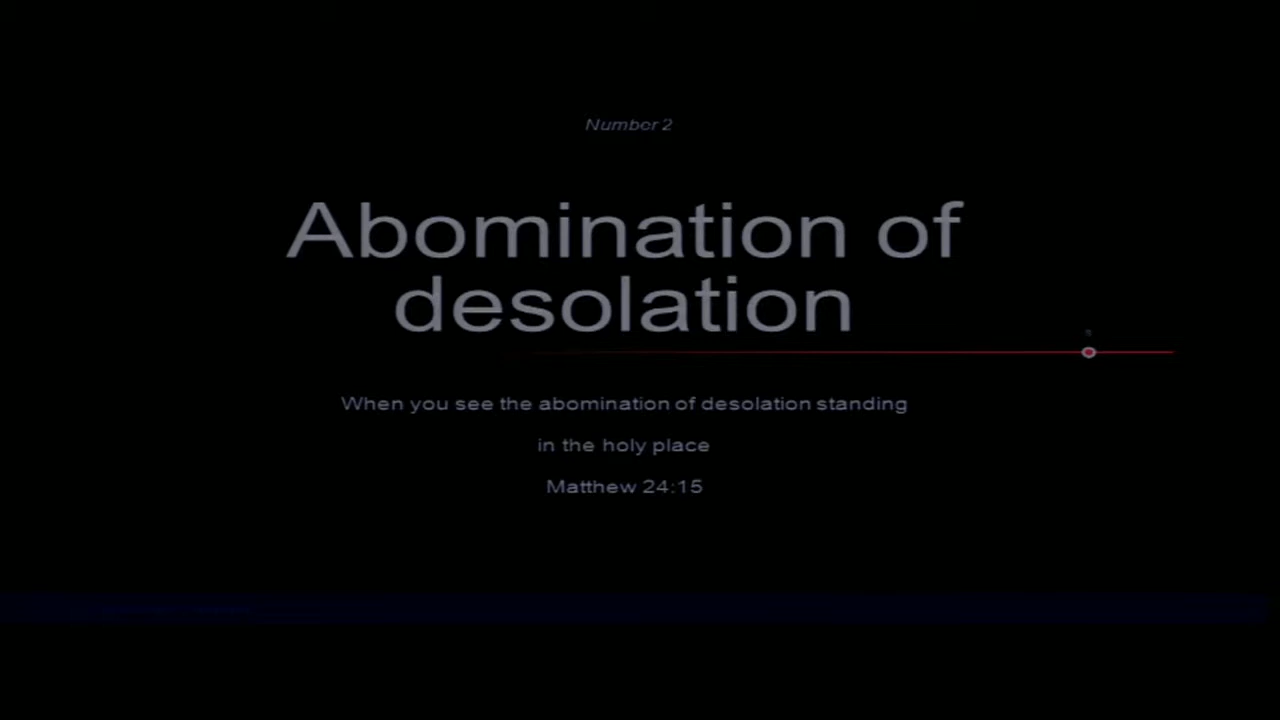 Number 2
Abomination of
desolation
When you see the abomination of desolation standing
in the holy place
Matthew 24:15